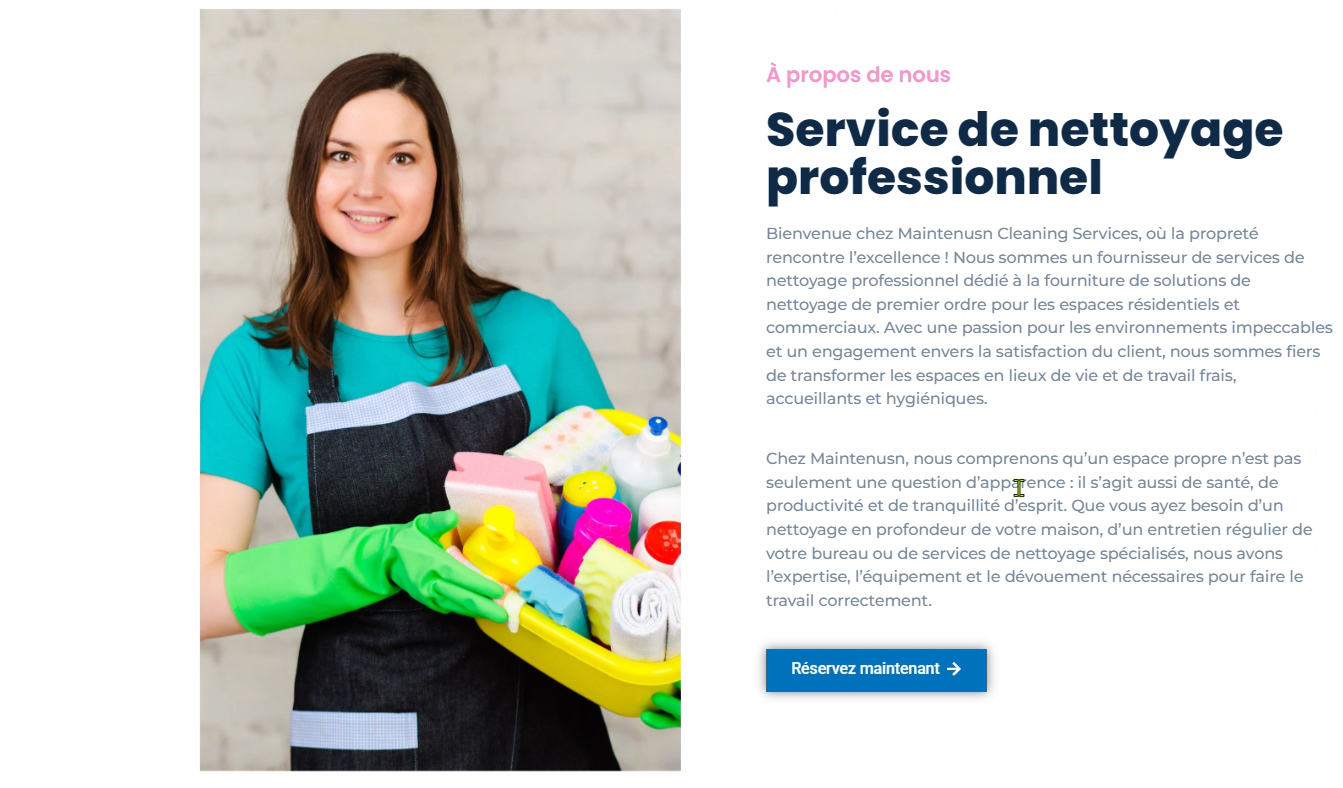 À propos de nous
Service de nettoyage
professionnel
Bienvenue chez Maintenusn Cleaning Services, où la propreté
rencontre l’excellence ! Nous sommes un fournisseur de services de
nettoyage professionnel dédié à la fourniture de solutions de
nettoyage de premier ordre pour les espaces résidentiels et
commerciaux. Avec une passion pour les environnements impeccables
et un engagement envers la satisfaction du client, nous sommes fiers
de transformer les espaces en lieux de vie et de travail frais,
accueillants et hygiéniques.
Chez Maintenusn, nous comprenons qu’un espace propre n’est pas
seulement une question d’apparence : il s’agit aussi de santé, de
productivité et de tranquillité d’esprit. Que vous ayez besoin d’un
nettoyage en profondeur de votre maison, d’un entretien régulier de
votre bureau ou de services de nettoyage spécialisés, nous avons
l’expertise, l’équipement et le dévouement nécessaires pour faire le
travail correctement.
Réservez maintenant →